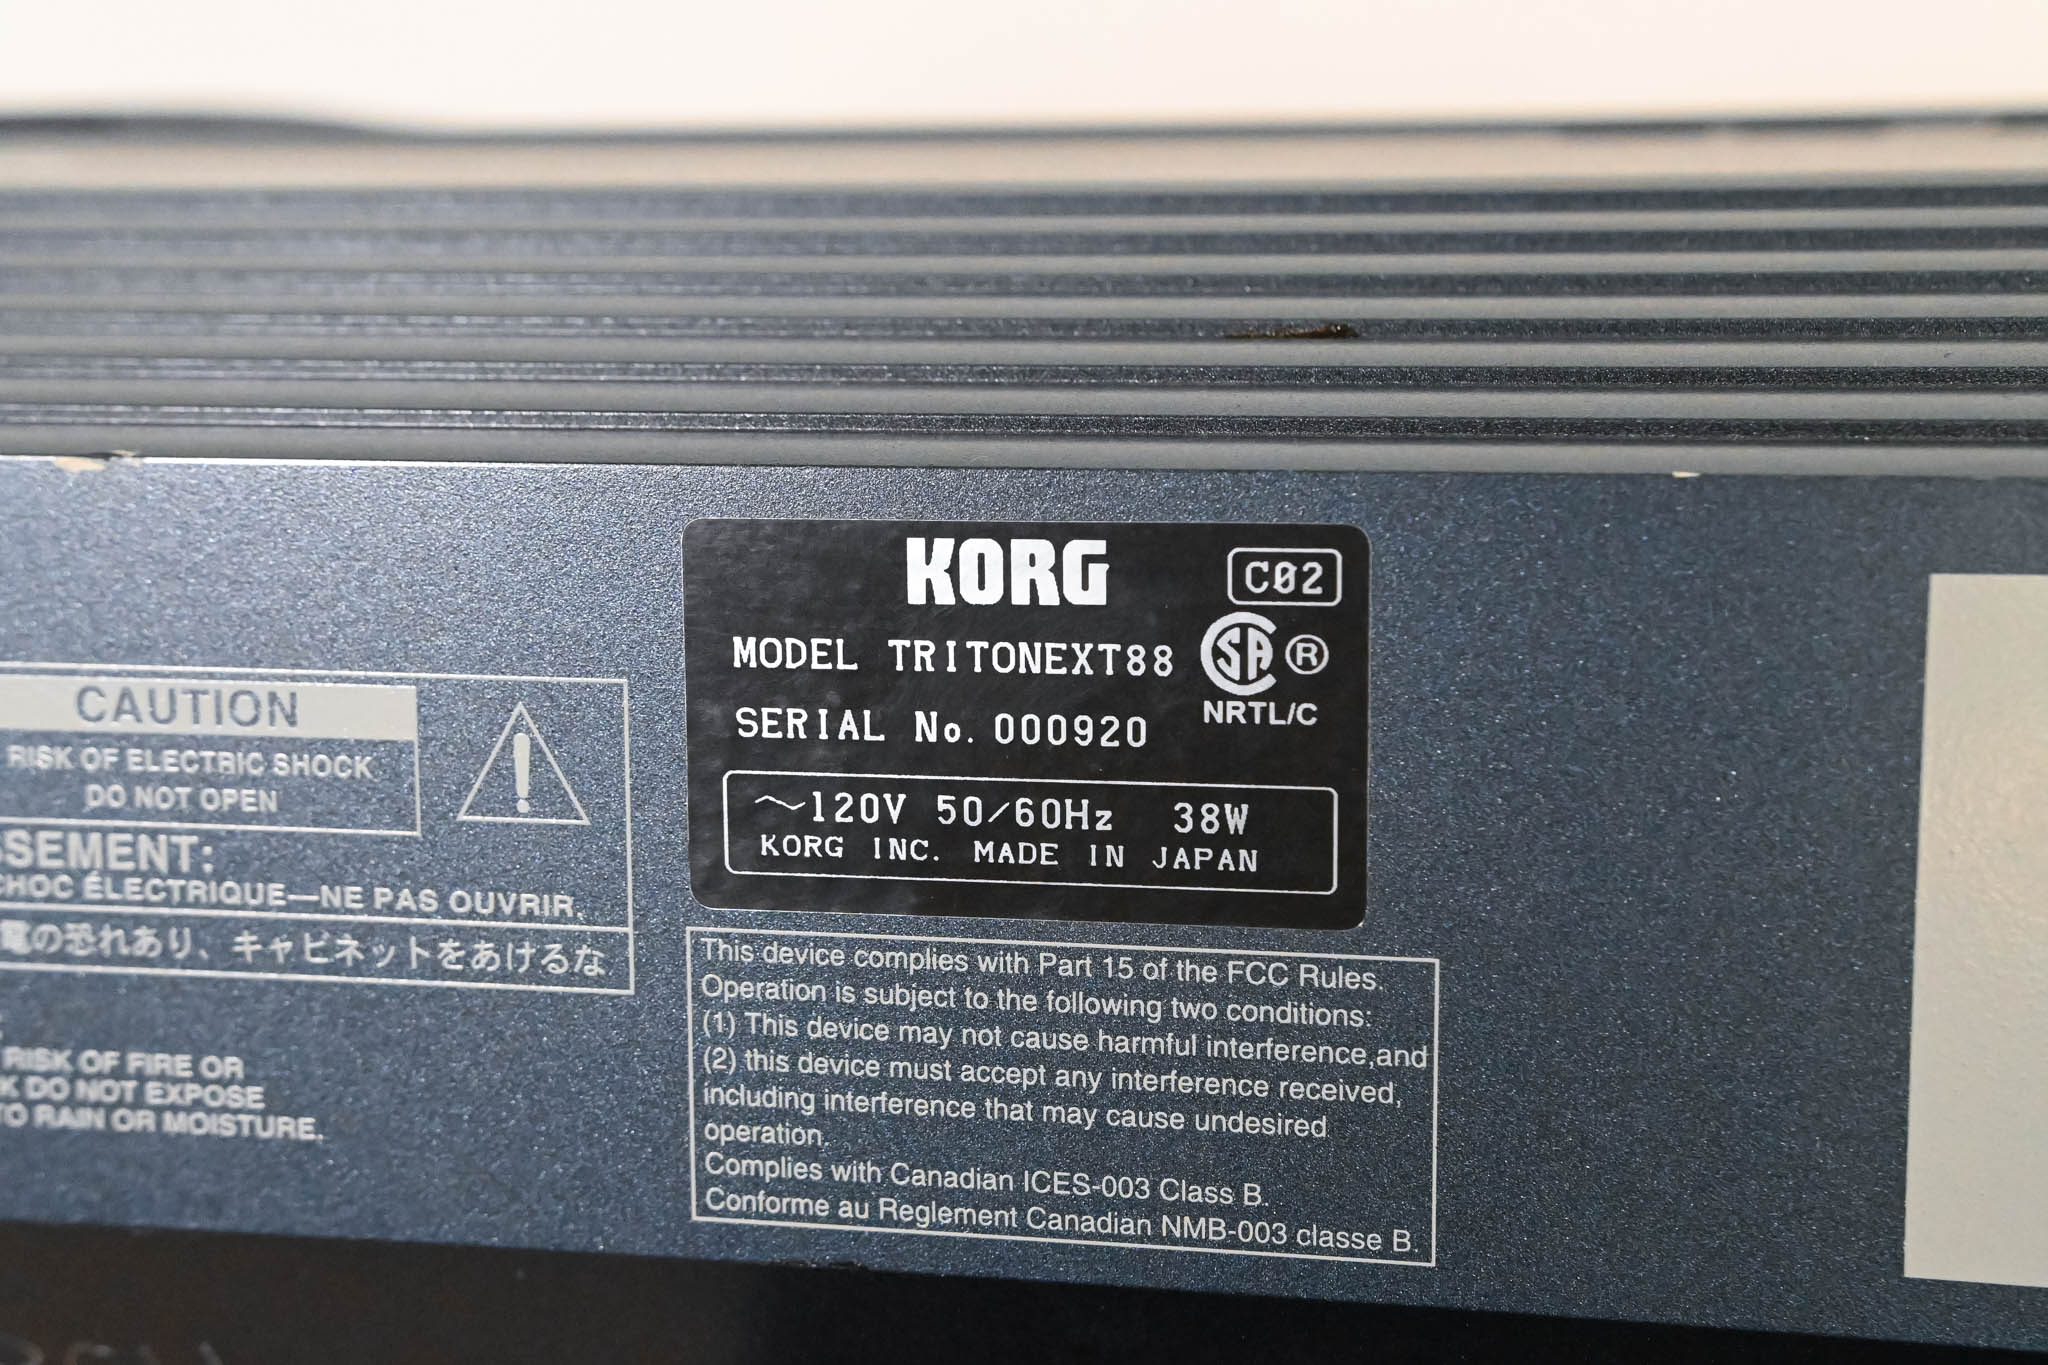 CAUTION
RISK OF ELECTRIC SHOCK
DO NOT OPEN
SEMENT:
CHOC ÉLECTRIQUE—NE PAS OUVRIR.
電の恐れあり、キャビネットをあけるな
RISK OF FIRE OR
DO NOT EXPOSE
TO RAIN OR MOISTURE.
KORG
C02
MODEL TRITONEXT88
SA ®
NRTL/C
SERIAL No. 000920
~120V 50/60Hz 38W
KORG INC. MADE IN JAPAN
This device complies with Part 15 of the FCC Rules.
Operation is subject to the following two conditions:
(1) This device may not cause harmful interference,and
(2) this device must accept any interference received,
including interference that may cause undesired
operation.
Complies with Canadian ICES-003 Class B.
Conforme au Reglement Canadian NMB-003 classe B.